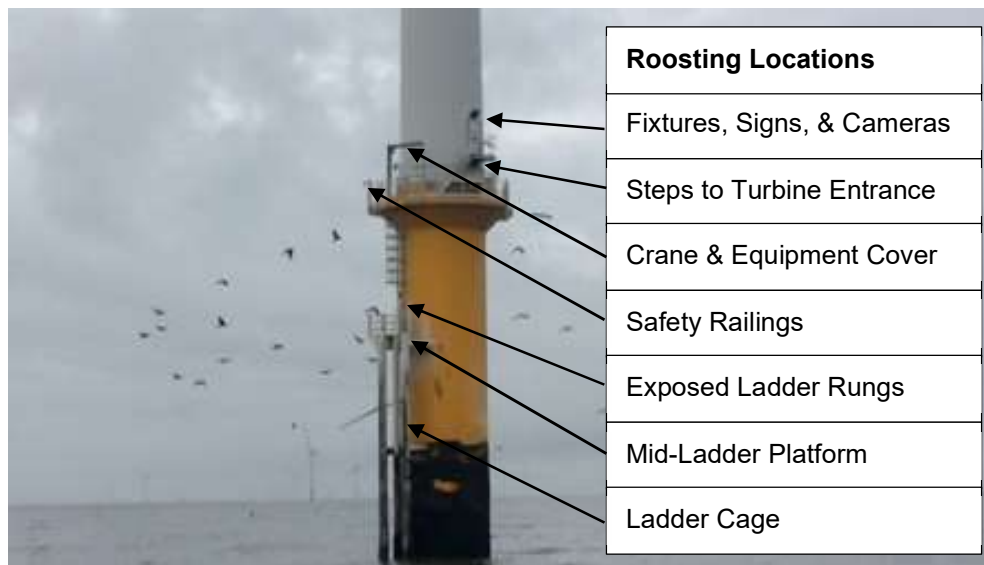 Roosting Locations
Fixtures, Signs, & Cameras
Steps to Turbine Entrance
Crane & Equipment Cover
Safety Railings
Exposed Ladder Rungs
Mid-Ladder Platform
Ladder Cage